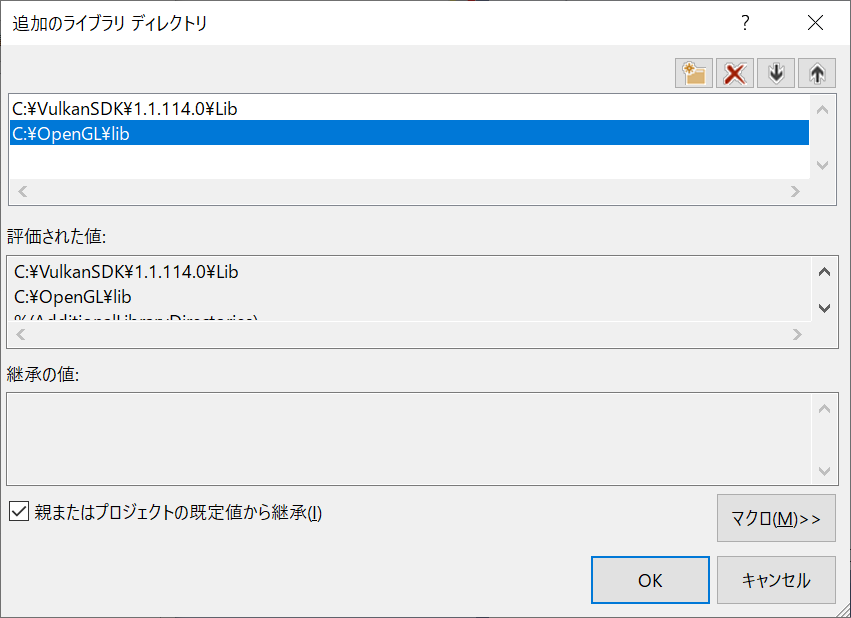 追加のライブラリ ディレクトリ
?
C:¥VulkanSDK¥1.1.114.0¥Lib
C:¥OpenGL¥lib
評価された値:
C:¥VulkanSDK¥1.1.114.0¥Lib
C:¥OpenGL¥lib
%(AdditionalLibraryDirectories)
継承の値:
親またはプロジェクトの既定値から継承(I)
マクロ(M)>>
OK
キャンセル